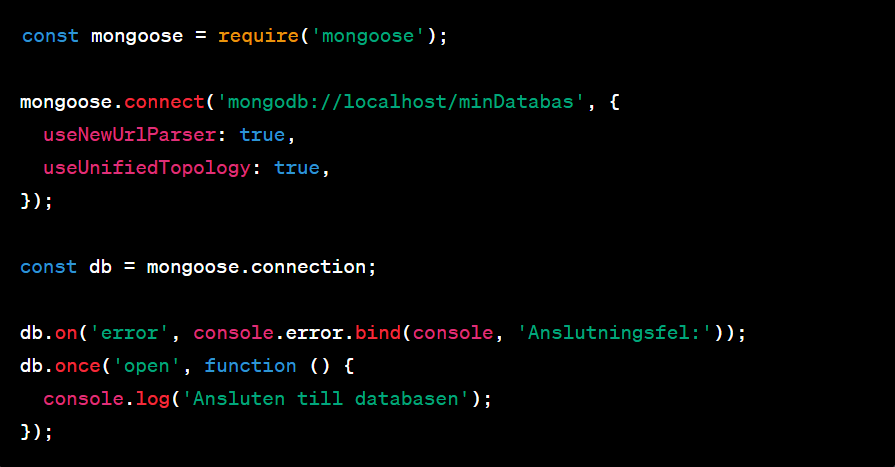 const mongoose = require('mongoose');
mongoose.connect('mongodb://localhost/minDatabas', {
  useNewUrlParser: true,
  useUnifiedTopology: true,
});
const db = mongoose.connection;
db.on('error', console.error.bind(console, 'Anslutningsfel:'));
db.once('open', function () {
  console.log('Ansluten till databasen');
});